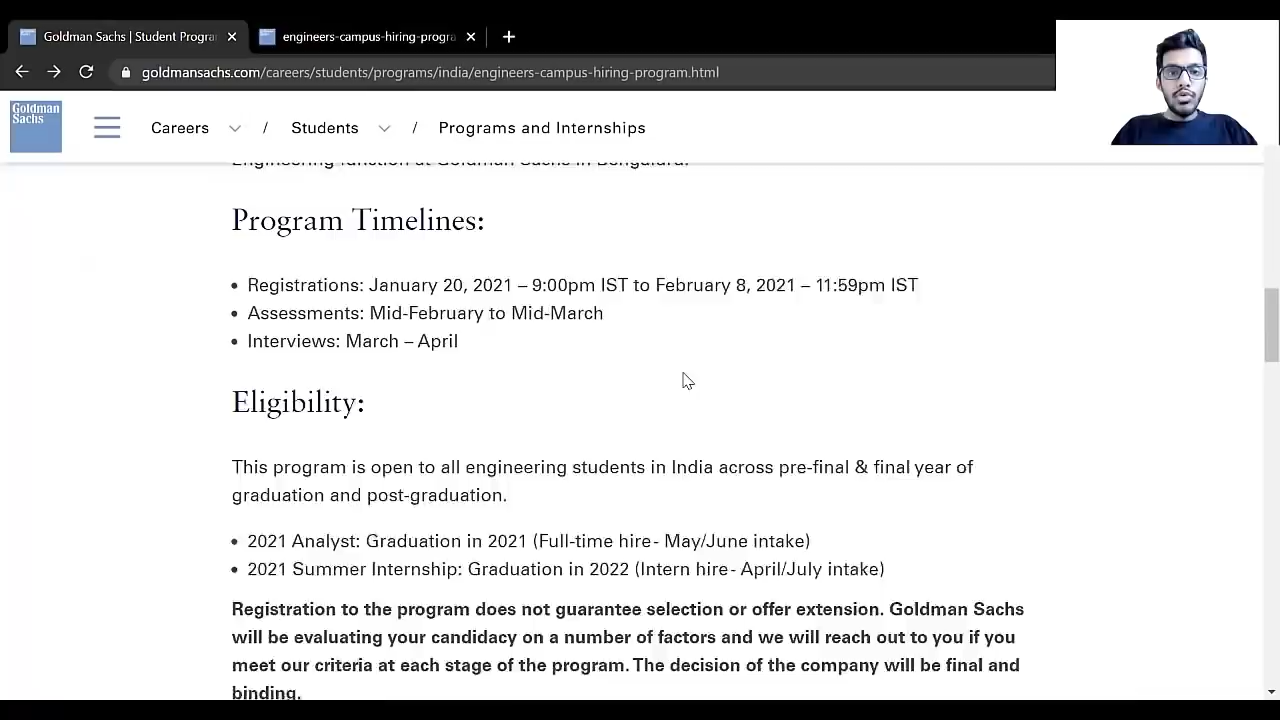 Goldman Sachs | Student Progra
engineers-campus-hiring-progra
goldmansachs.com/careers/students/programs/india/engineers-campus-hiring-program.html
Goldman
Sachs
Careers / Students / Programs and Internships
Engineering function at Goldman Sachs in Bengaluru.
Program Timelines:
• Registrations: January 20, 2021 – 9:00pm IST to February 8, 2021 – 11:59pm IST
• Assessments: Mid-February to Mid-March
• Interviews: March – April
Eligibility:
This program is open to all engineering students in India across pre-final & final year of
graduation and post-graduation.
• 2021 Analyst: Graduation in 2021 (Full-time hire- May/June intake)
• 2021 Summer Internship: Graduation in 2022 (Intern hire- April/July intake)
Registration to the program does not guarantee selection or offer extension. Goldman Sachs
will be evaluating your candidacy on a number of factors and we will reach out to you if you
meet our criteria at each stage of the program. The decision of the company will be final and
binding.